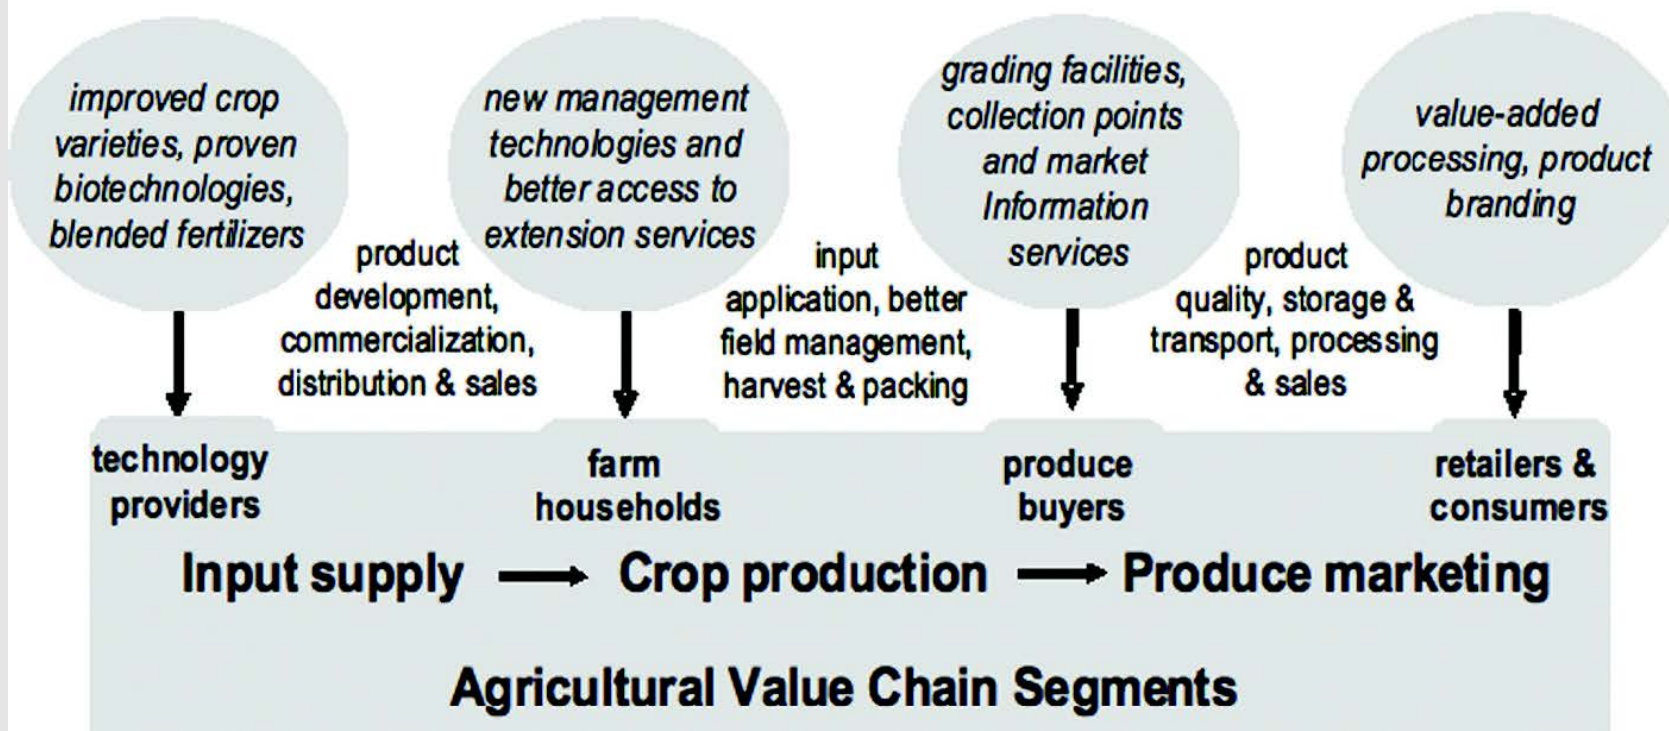 improved crop
varieties, proven
biotechnologies,
blended fertilizers
product
development,
commercialization,
distribution & sales
new management
technologies and
better access to
extension services
input
application, better
field management,
harvest & packing
grading facilities,
collection points
and market
Information
services
product
quality, storage &
transport, processing
& sales
value-added
processing, product
branding
technology
providers
farm
households
produce
buyers
retailers &
consumers
Input supply
Crop production
Produce marketing
Agricultural Value Chain Segments